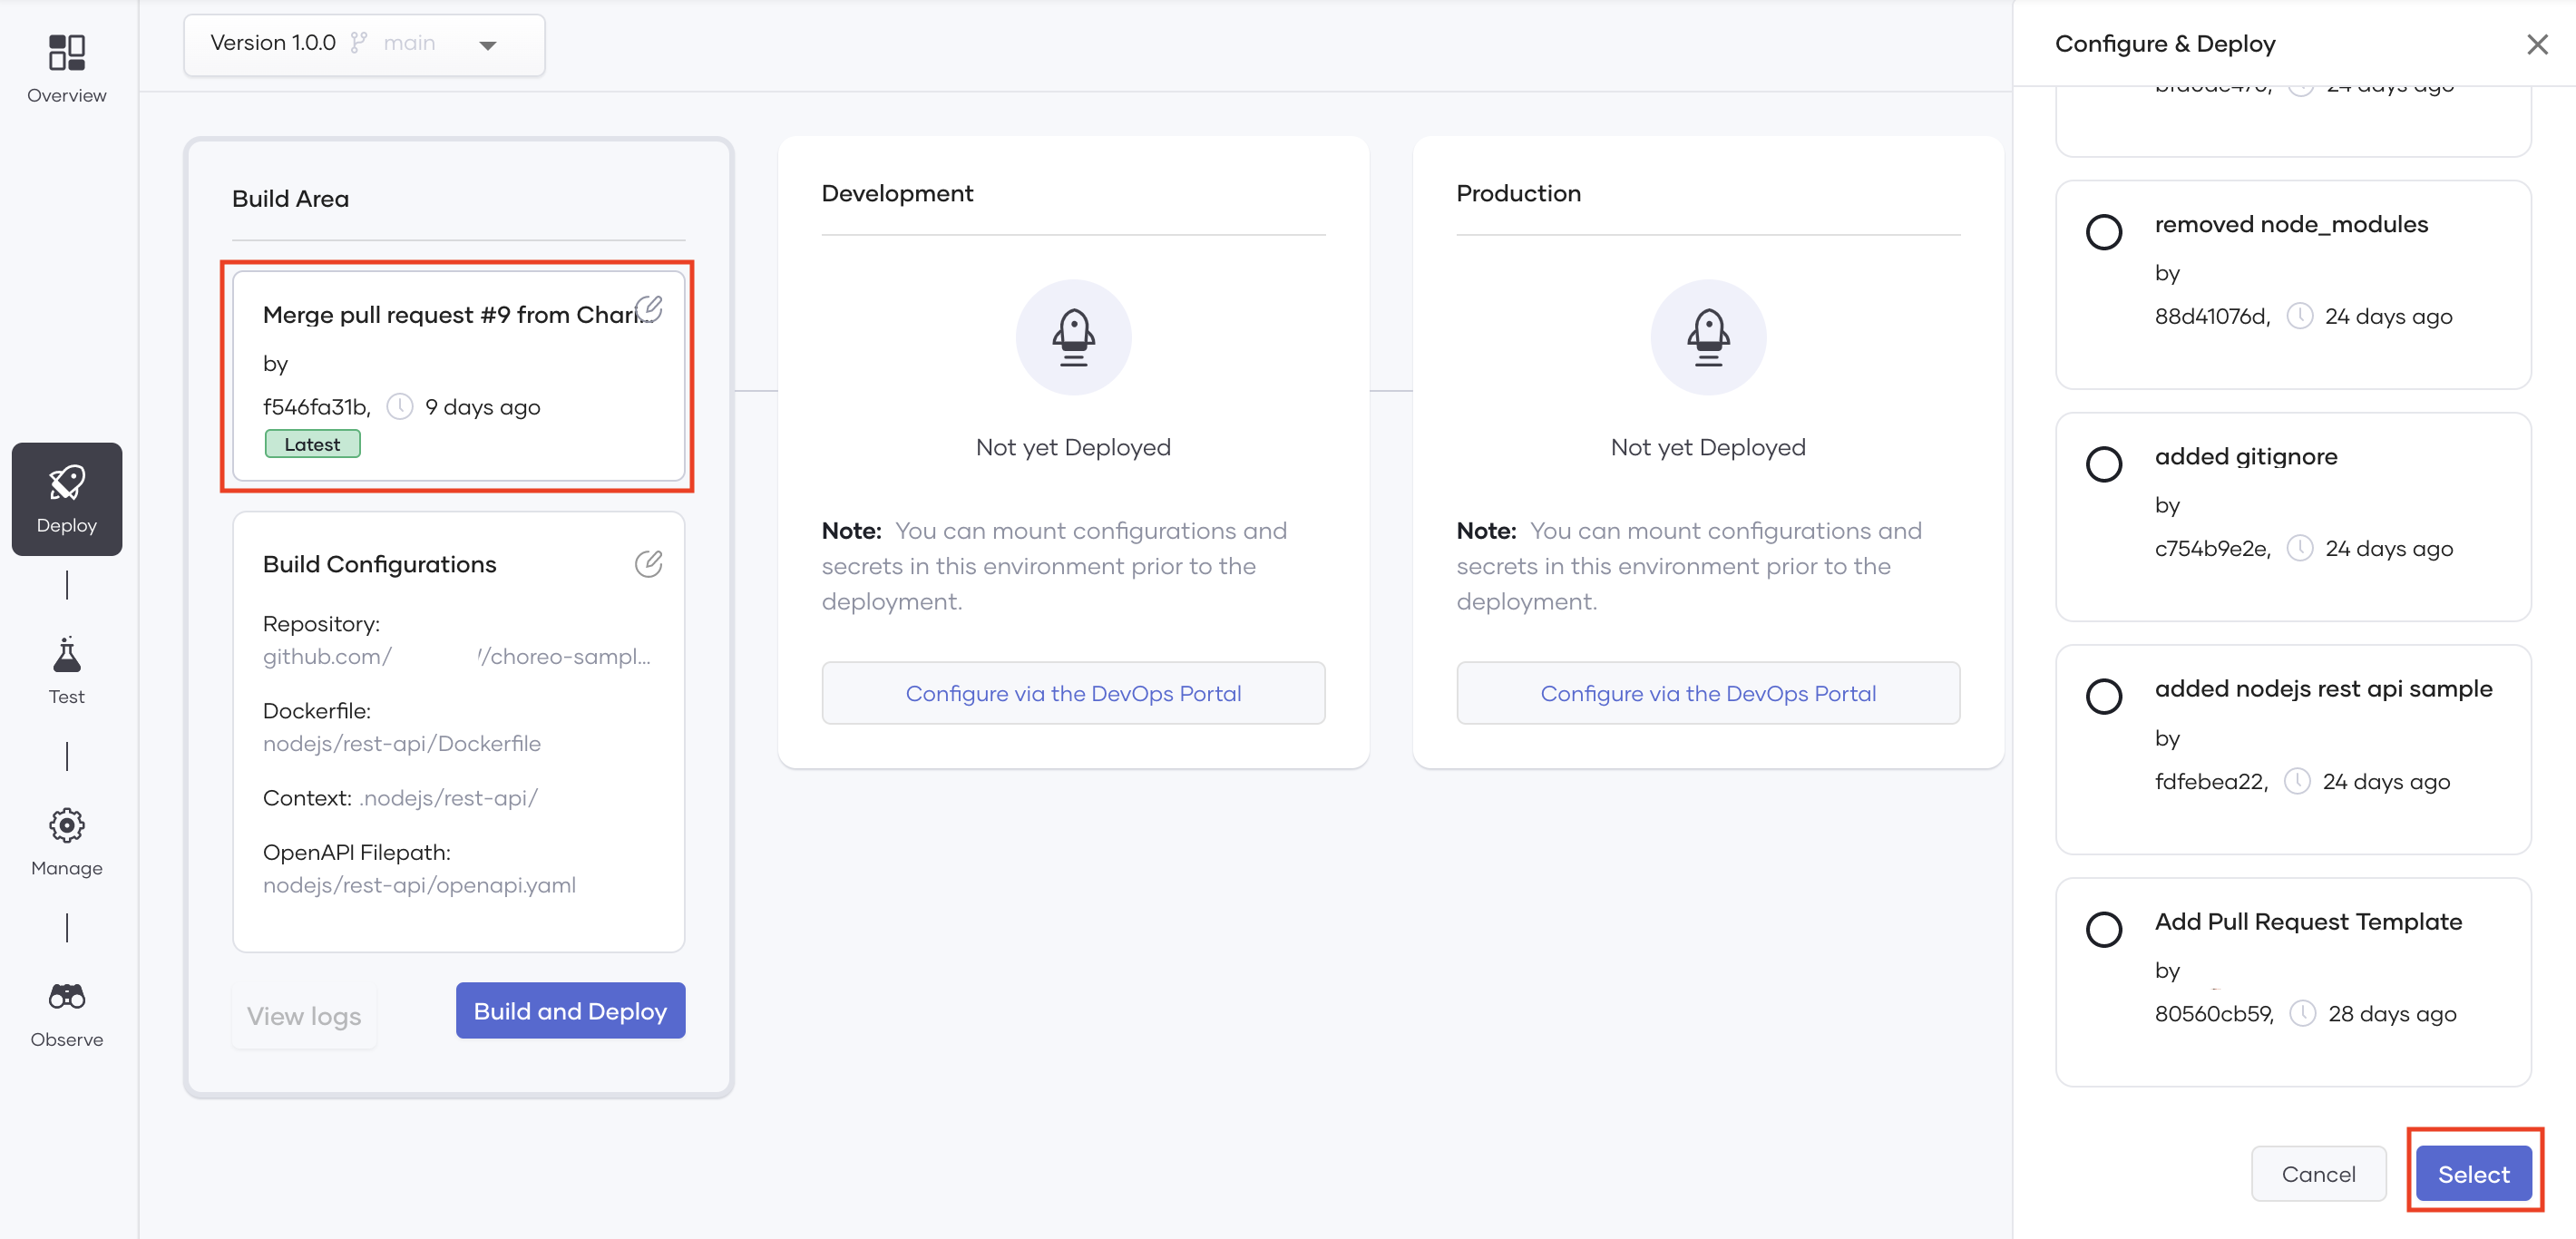 Overview
Deploy
Test
Manage
Observe
Version 1.0.0 main
Build Area
Merge pull request #9 from Chari...
by
f546fa31b, 9 days ago
Latest
Build Configurations
Repository:
github.com/ /choreo-sampl...
Dockerfile:
nodejs/rest-api/Dockerfile
Context: .nodejs/rest-api/
OpenAPI Filepath:
nodejs/rest-api/openapi.yaml
View logs
Build and Deploy
Development
Not yet Deployed
Note: You can mount configurations and
secrets in this environment prior to the
deployment.
Configure via the DevOps Portal
Production
Not yet Deployed
Note: You can mount configurations and
secrets in this environment prior to the
deployment.
Configure via the DevOps Portal
Configure & Deploy
24 days ago
removed node_modules
by
88d41076d, 24 days ago
added gitignore
by
c754b9e2e, 24 days ago
added nodejs rest api sample
by
fdfebea22, 24 days ago
Add Pull Request Template
by
80560cb59, 28 days ago
Cancel
Select